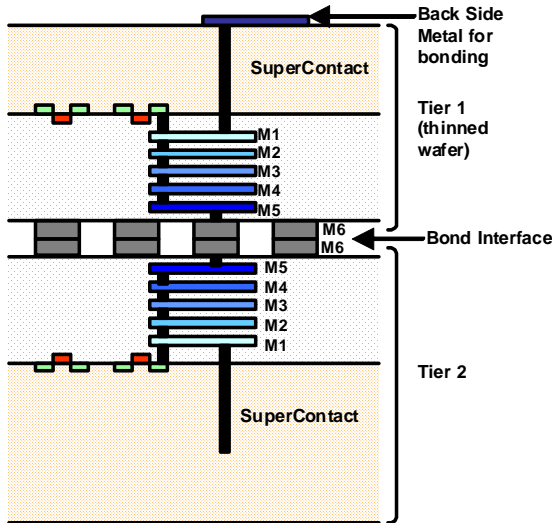 Back Side
Metal for
bonding
SuperContact
Tier 1
(thinned
wafer)
M1
M2
M3
M4
M5
M6
M6
Bond Interface
M5
M4
M3
M2
M1
Tier 2
SuperContact